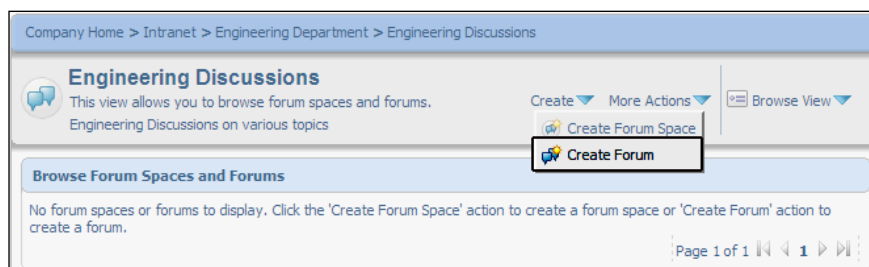 Company Home > Intranet > Engineering Department > Engineering Discussions
Engineering Discussions
This view allows you to browse forum spaces and forums.
Engineering Discussions on various topics
Create More Actions Browse View
Create Forum Space
Create Forum
Browse Forum Spaces and Forums
No forum spaces or forums to display. Click the 'Create Forum Space' action to create a forum space or 'Create Forum' action to
create a forum.
Page 1 of 1 1